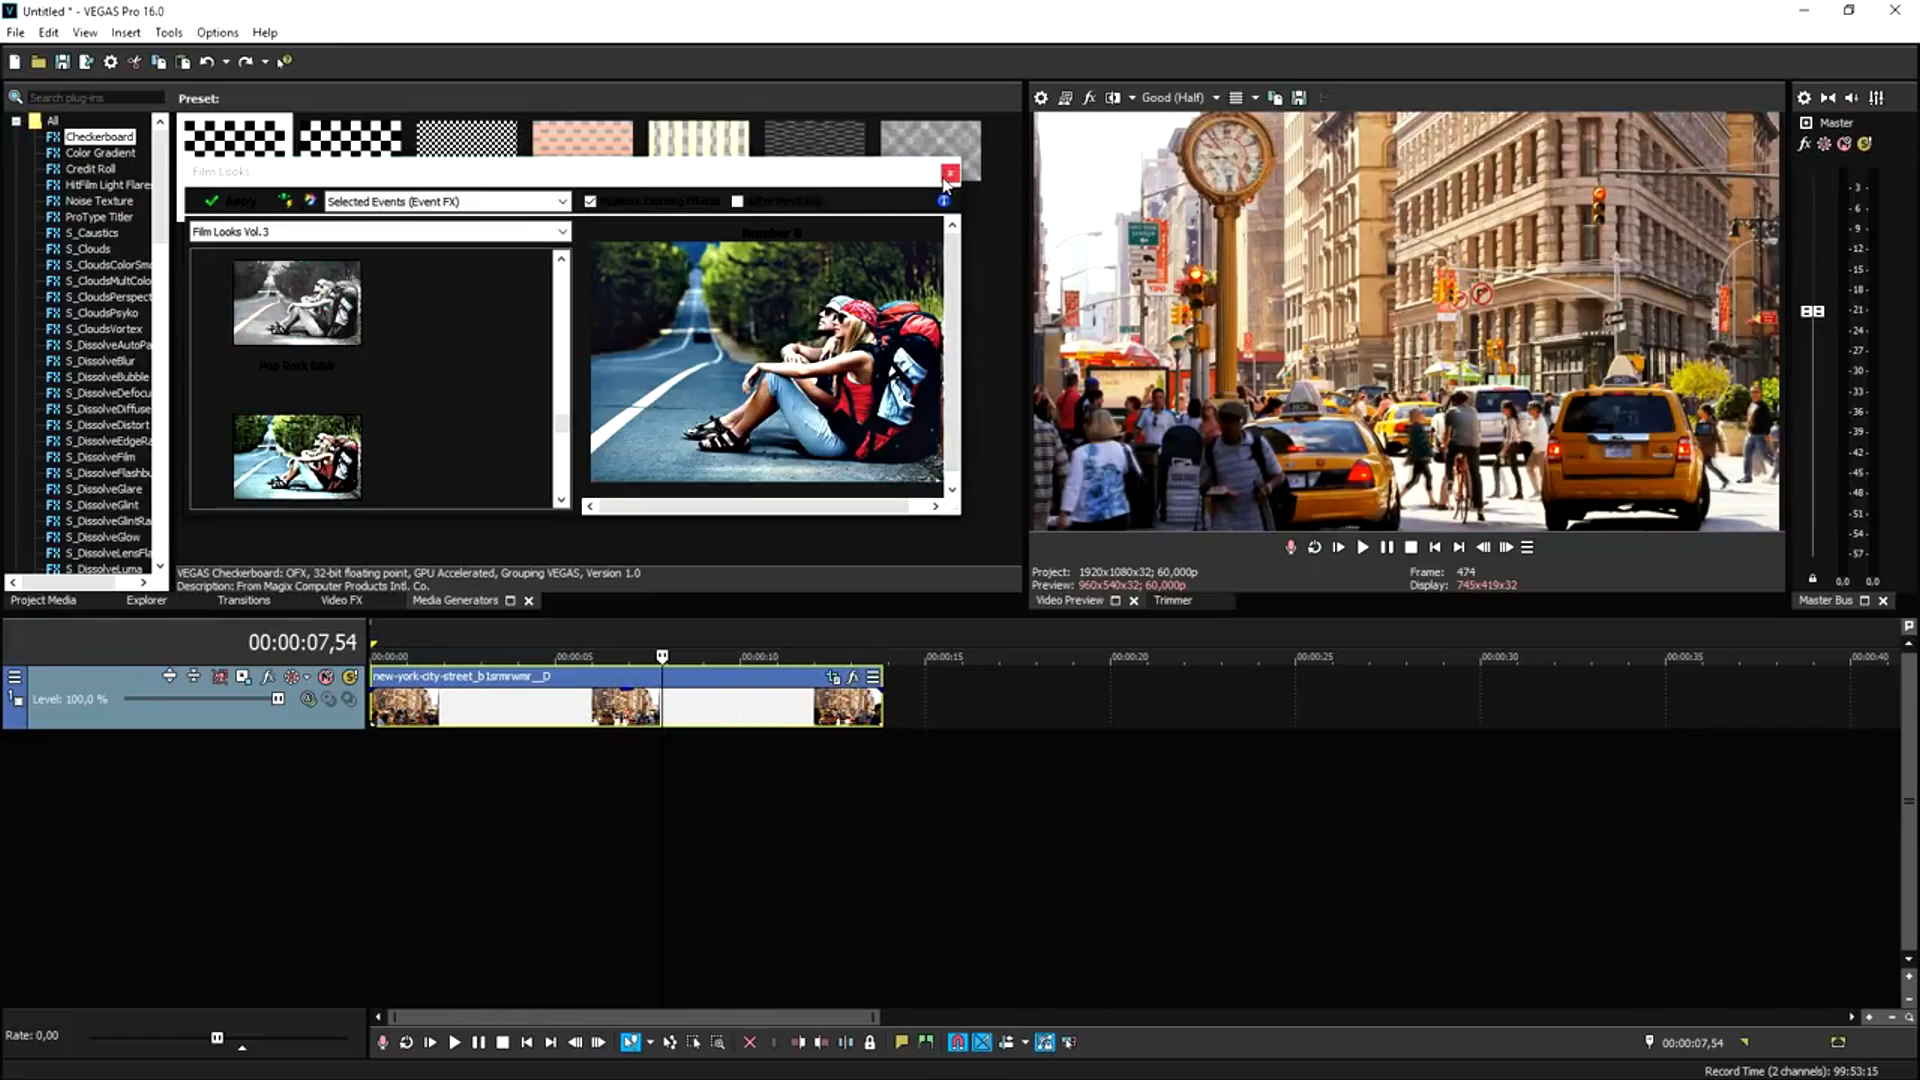 Untitled * - VEGAS Pro 16.0
File Edit View Insert Tools Options Help
Search plug-ins
Preset:
All
Checkerboard
Color Gradient
Credit Roll
HitFilm Light Flare
Noise Texture
ProType Titler
S_Caustics
S_Clouds
S_CloudsColorSm
S_CloudsMultColo
S_CloudsPerspect
S_CloudsPsyko
S_CloudsVortex
S_DissolveAutoPa
S_DissolveBlur
S_DissolveBubble
S_DissolveDefocu
S_DissolveDiffuse
S_DissolveDistort
S_DissolveEdgeRa
S_DissolveFilm
S_DissolveFlashbu
S_DissolveGlare
S_DissolveGlint
S_DissolveGlintRa
S_DissolveGlow
S_DissolveLensFla
S_DissolveLuma
Film Looks
Apply
Selected Events (Event FX)
Film Looks Vol.3
Number 8
Pop Rock B&W
VEGAS Checkerboard: OFX, 32-bit floating point, GPU Accelerated, Grouping VEGAS, Version 1.0
Description: From Magix Computer Products Intl. Co.
Project Media Explorer Transitions Video FX Media Generators
Good (Half)
Project: 1920x1080x32; 60,000p
Preview: 960x540x32; 60,000p
Frame: 474
Display: 745x419x32
Video Preview Trimmer
Master
-3
-6
-9
-12
-15
-18
-21
-24
-27
-30
-33
-36
-39
-42
-45
-48
-51
-54
-57
0,0 0,0
Master Bus
00:00:07,54
00:00:00 00:00:05 00:00:10 00:00:15 00:00:20 00:00:25 00:00:30 00:00:35 00:00:40
new-york-city-street_b1srmrwmr__D
Level: 100,0 %
Rate: 0,00
00:00:07,54
Record Time (2 channels): 99:53:15